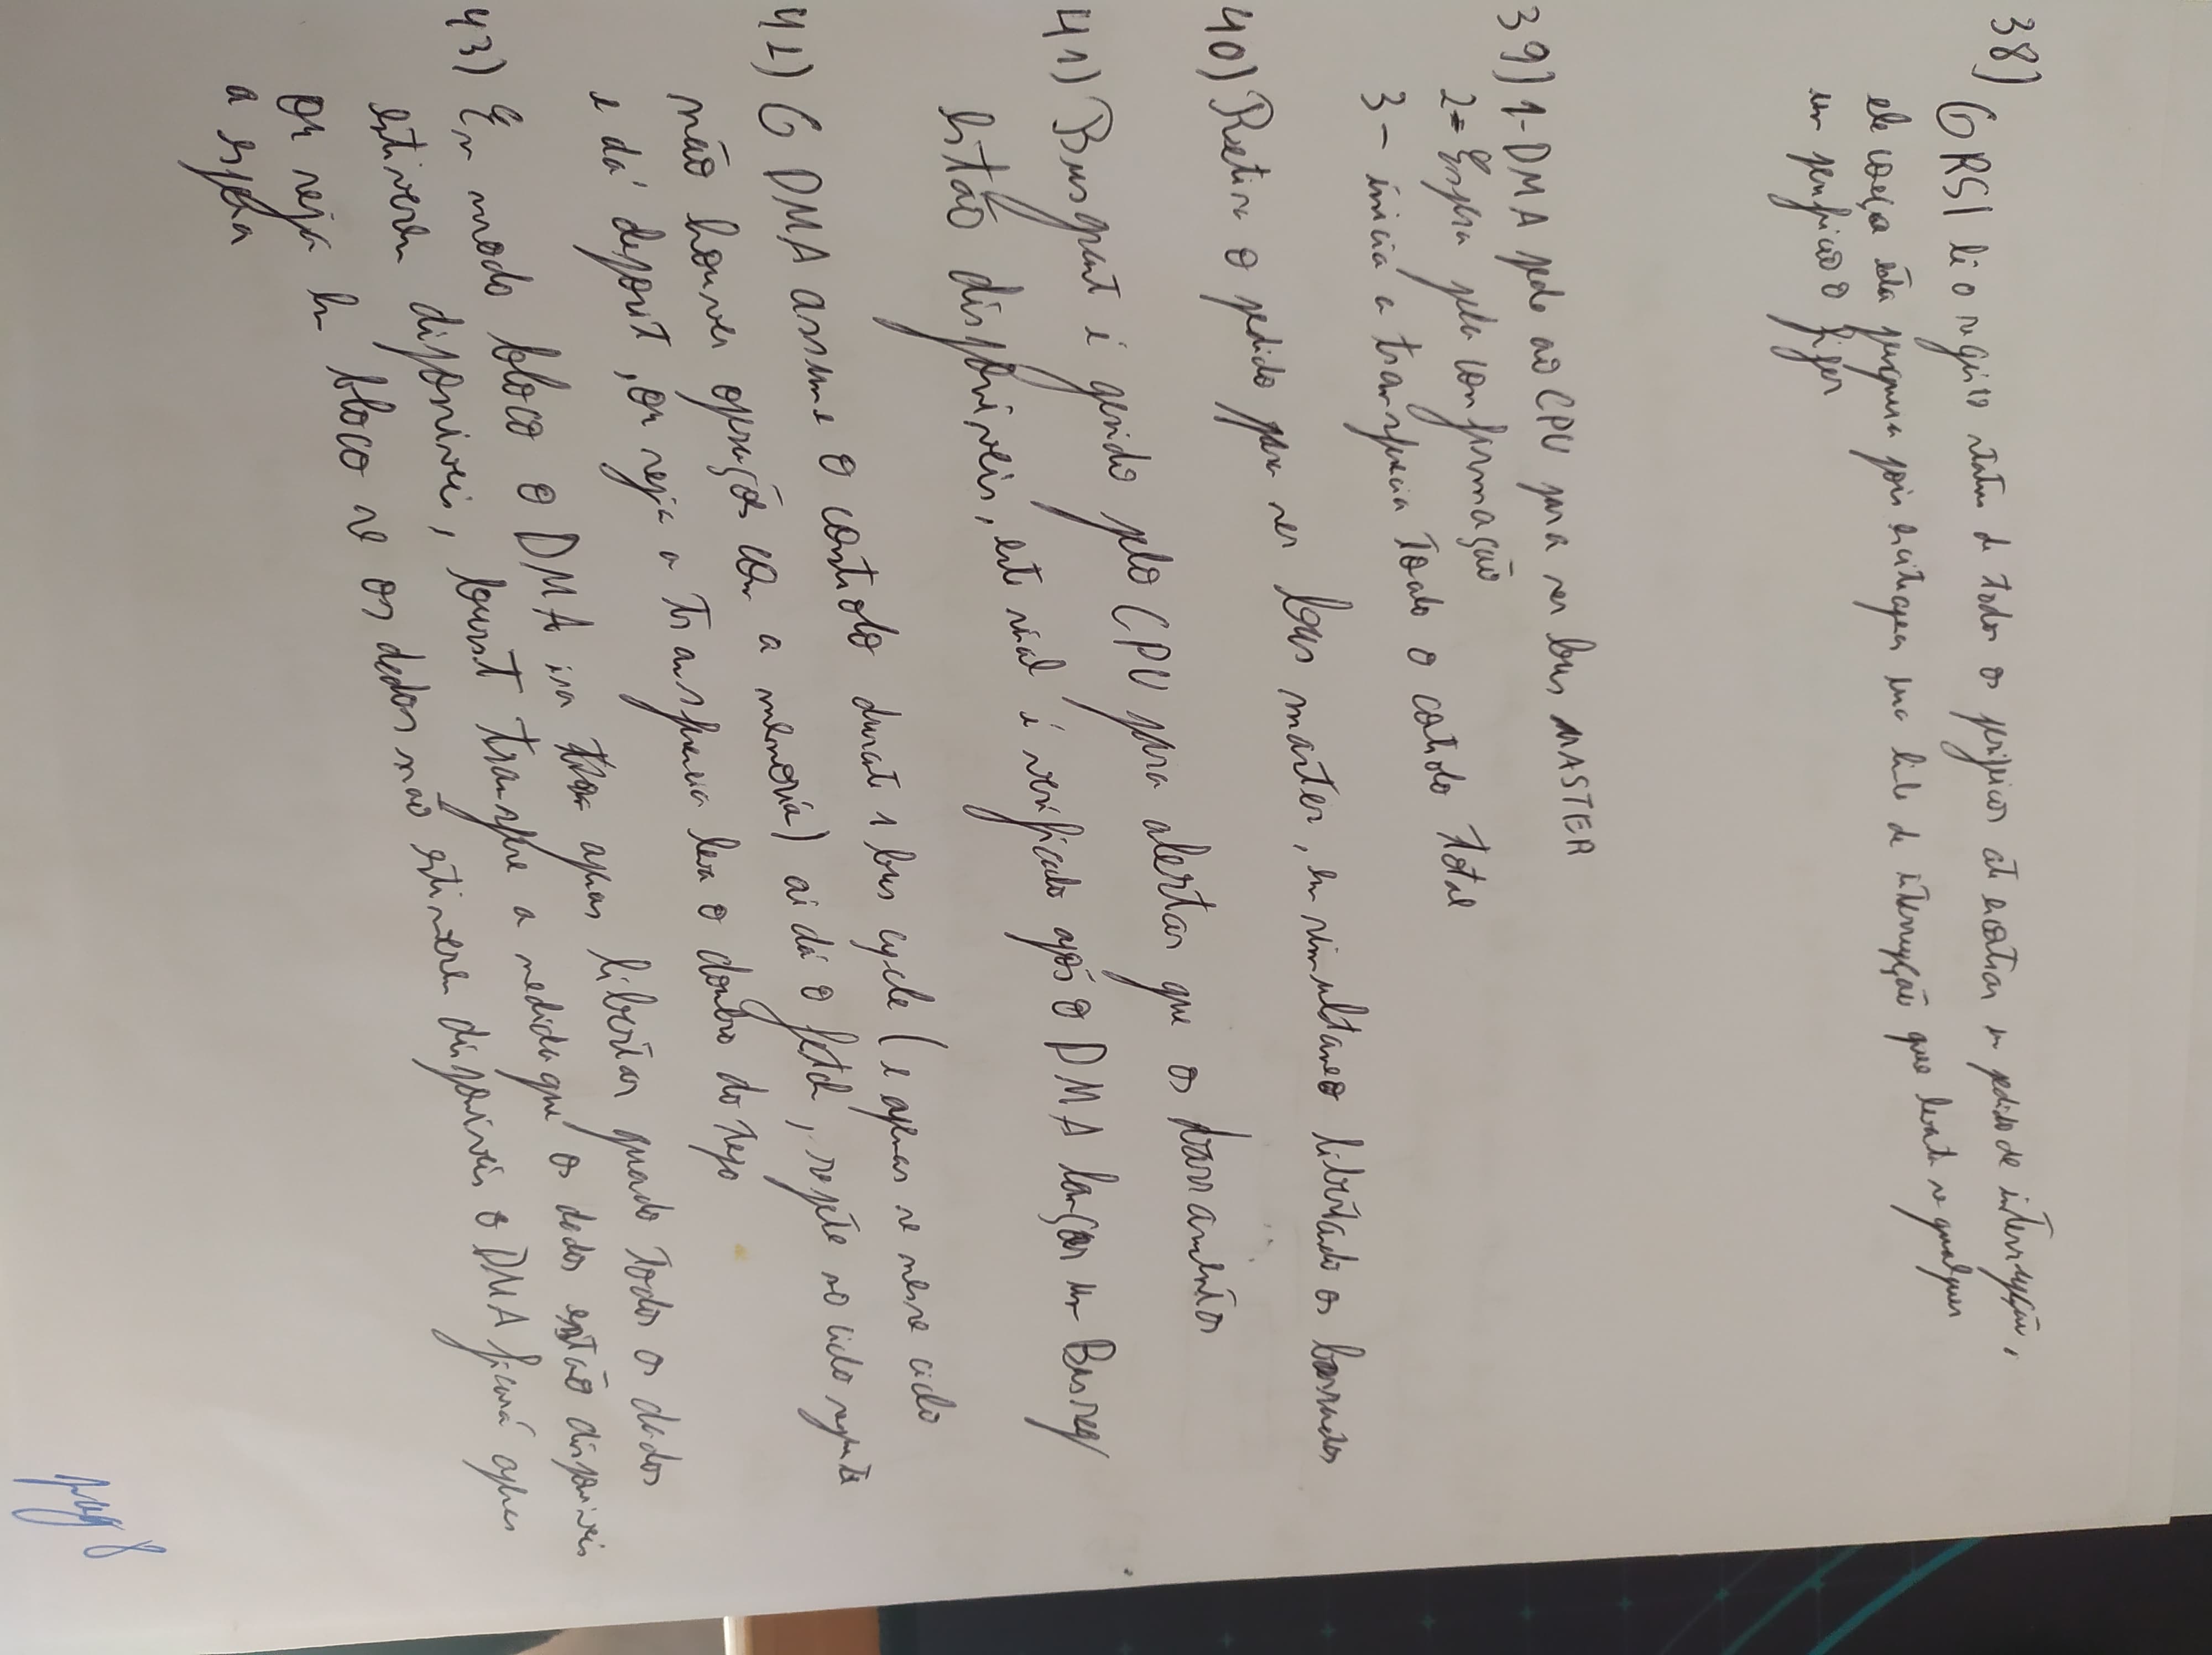 38)
O RSI lê o registo status de todos os perifericos até encontrar um pedido de interrupção,
ele começa esta pesquisa pois existe apenas uma linha de interrupção que levanta se qualquer
um periferico o fizer
39) 1-DMA pede ao CPU para ser bus MASTER
2- Espera pela confirmação
3- inicia a transferencia Tendo o controlo total
40) Retira o pedido para ser bus master, em simultaneo libertando os barramentos
41) Busgrant é gerido pelo CPU para alertar que os barramentos
estão disponiveis, este sinal é verificado após o DMA lançar um Busreq
42) O DMA assume o controlo durante 1 bus cycle (e apenas se nesse ciclo
não houver operações com a memoria) ai dá o fetch, repete no ciclo seguinte
e dá deposit, ou seja a transferencia leva o dobro do tempo
43) Em modo bloco o DMA ira apenas libertar quando todos os dados
estiverem diponiveis, burst transfere a medida que os dados estão disponiveis
ou seja em bloco se os dados não estiverem disponiveis o DMA ficará apenas
a espera
pag 8